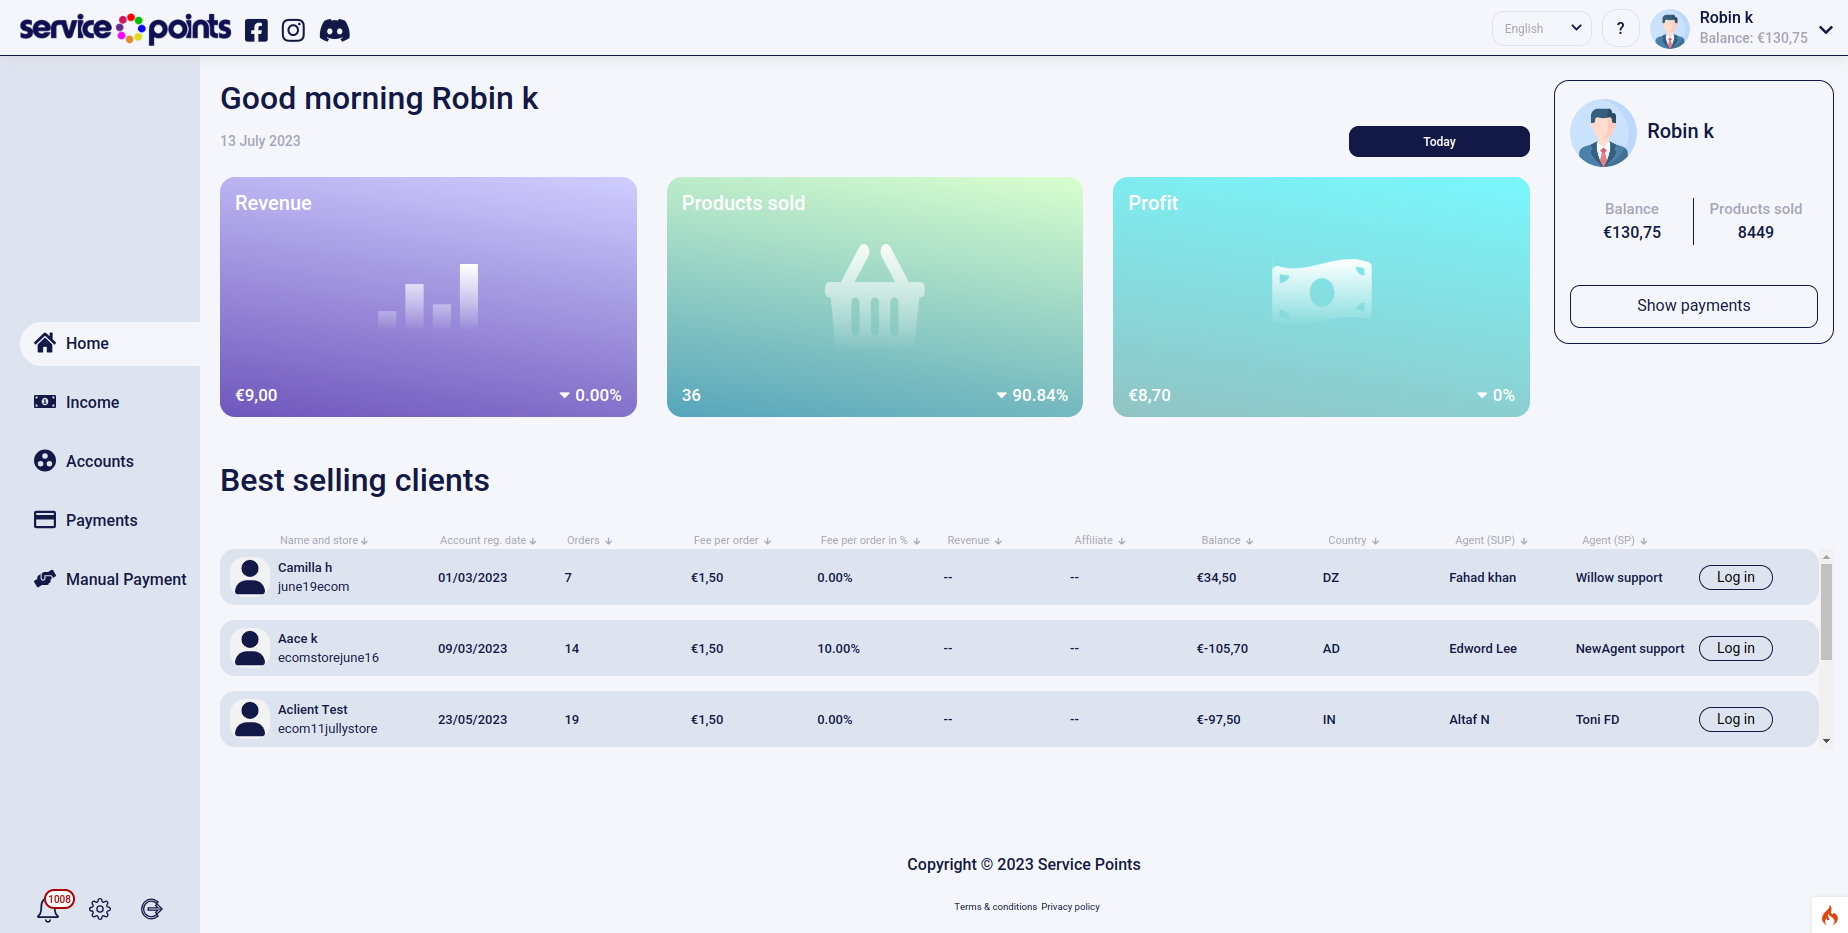 service points
English
?
Robin k
Balance: €130,75
Good morning Robin k
13 July 2023
Today
Revenue
€9,00
0.00%
Products sold
36
90.84%
Profit
€8,70
0%
Robin k
Balance
€130,75
Products sold
8449
Show payments
Home
Income
Accounts
Payments
Manual Payment
1008
Best selling clients
Name and store Account reg. date Orders Fee per order Fee per order in % Revenue Affiliate Balance Country Agent (SUP) Agent (SP)
Camilla h
june19ecom
01/03/2023 7 €1,50 0.00% -- -- €34,50 DZ Fahad khan Willow support Log in
Aace k
ecomstorejune16
09/03/2023 14 €1,50 10.00% -- -- €-105,70 AD Edword Lee NewAgent support Log in
Aclient Test
ecom11jullystore
23/05/2023 19 €1,50 0.00% -- -- €-97,50 IN Altaf N Toni FD Log in
Copyright © 2023 Service Points
Terms & conditions Privacy policy